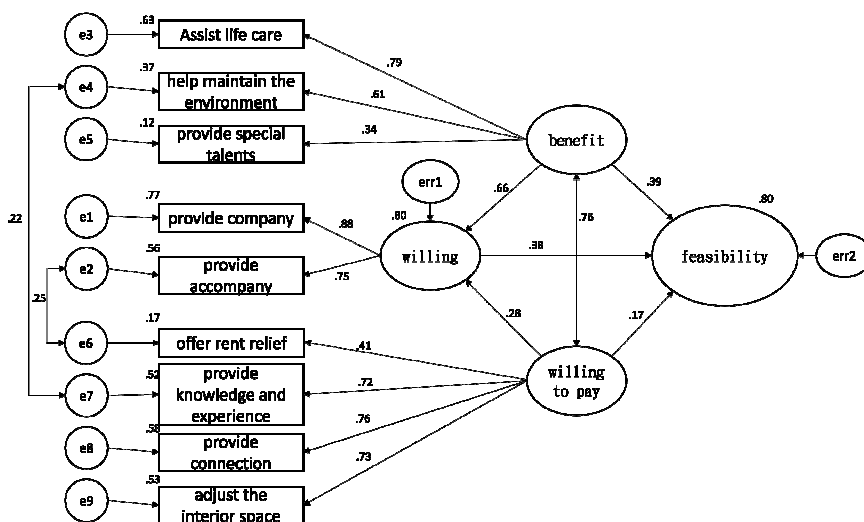 .63
e3
Assist life care
.79
.37
e4
help maintain the
environment
.61
.12
e5
provide special
talents
.34
benefit
err1
.66
.39
.77
e1
provide company
.88
.80
willing
.80
feasibility
err2
.76
.38
.22
.56
e2
provide
accompany
.75
.25
.28
.17
.17
e6
offer rent relief
.41
.52
e7
provide
knowledge and
experience
.72
willing
to pay
.58
e8
provide
connection
.76
.53
e9
adjust the
interior space
.73